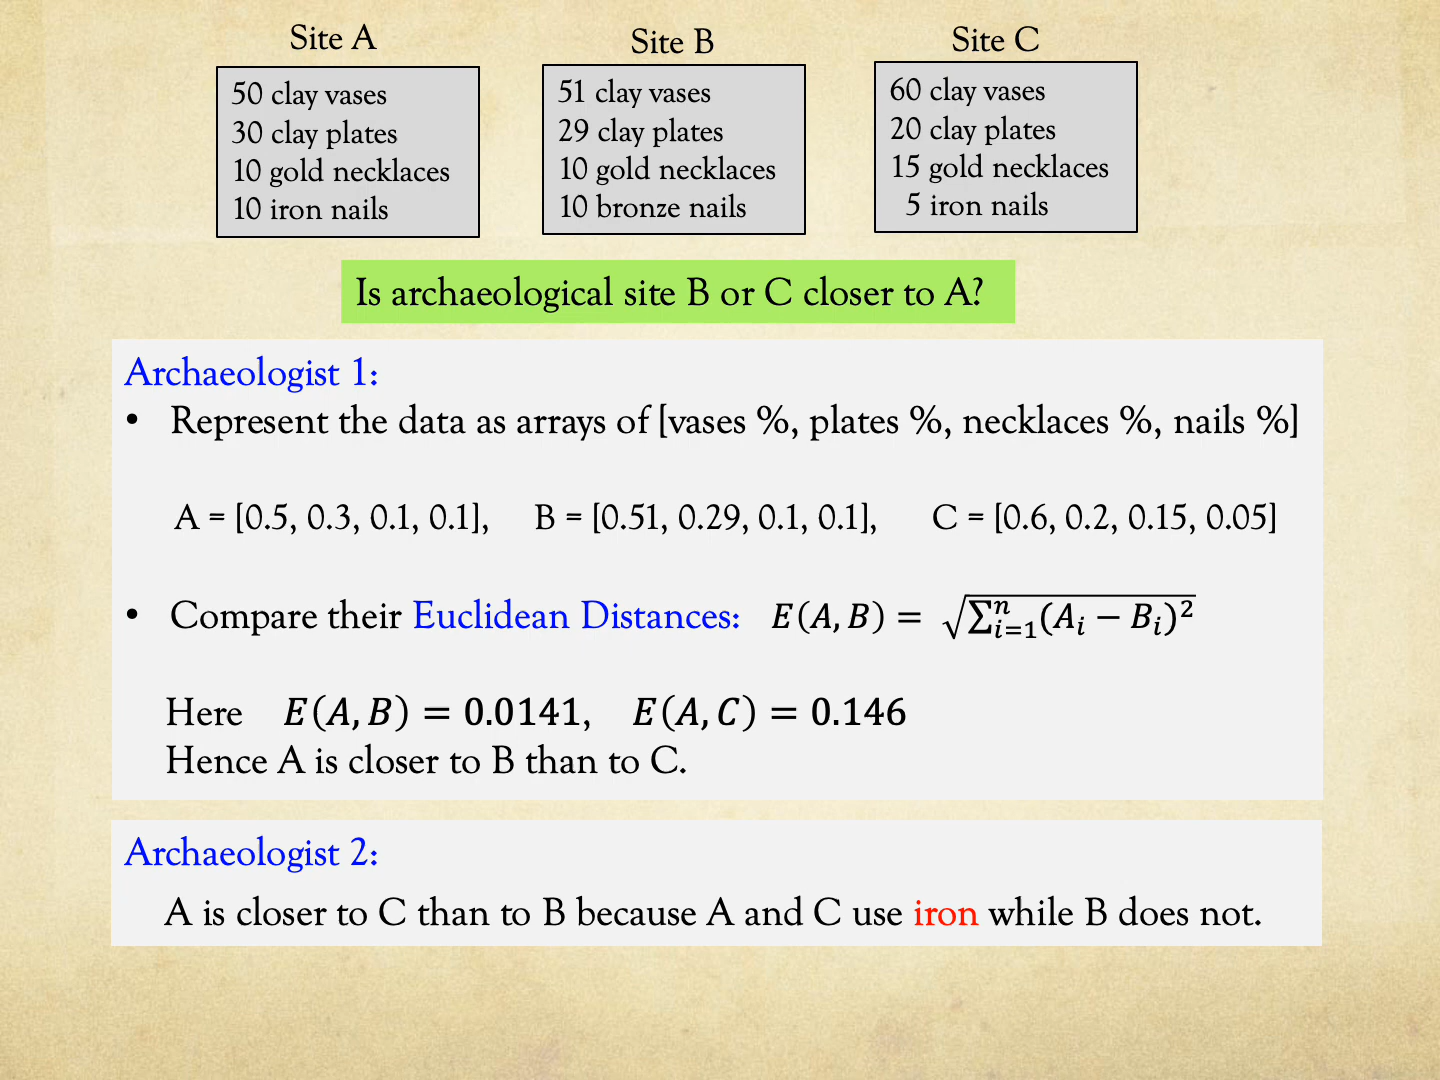 Site A
50 clay vases
30 clay plates
10 gold necklaces
10 iron nails
Site B
51 clay vases
29 clay plates
10 gold necklaces
10 bronze nails
Site C
60 clay vases
20 clay plates
15 gold necklaces
5 iron nails
Is archaeological site B or C closer to A?
Archaeologist 1:
• Represent the data as arrays of [vases %, plates %, necklaces %, nails %]
A = [0.5, 0.3, 0.1, 0.1], B = [0.51, 0.29, 0.1, 0.1], C = [0.6, 0.2, 0.15, 0.05]
• Compare their Euclidean Distances: E(A, B) = √∑ⁿᵢ₌₁(Aᵢ − Bᵢ)²
Here E(A, B) = 0.0141, E(A, C) = 0.146
Hence A is closer to B than to C.
Archaeologist 2:
A is closer to C than to B because A and C use iron while B does not.